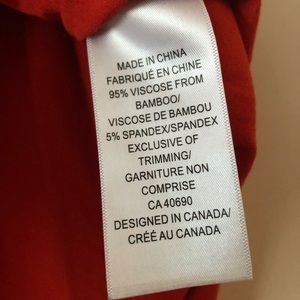 MADE IN CHINA
FABRIQUÉ EN CHINE
95% VISCOSE FROM
BAMBOO/
VISCOSE DE BAMBOU
5% SPANDEX/SPANDEX
EXCLUSIVE OF
TRIMMING/
GARNITURE NON
COMPRISE
CA 40690
DESIGNED IN CANADA/
CRÉÉ AU CANADA